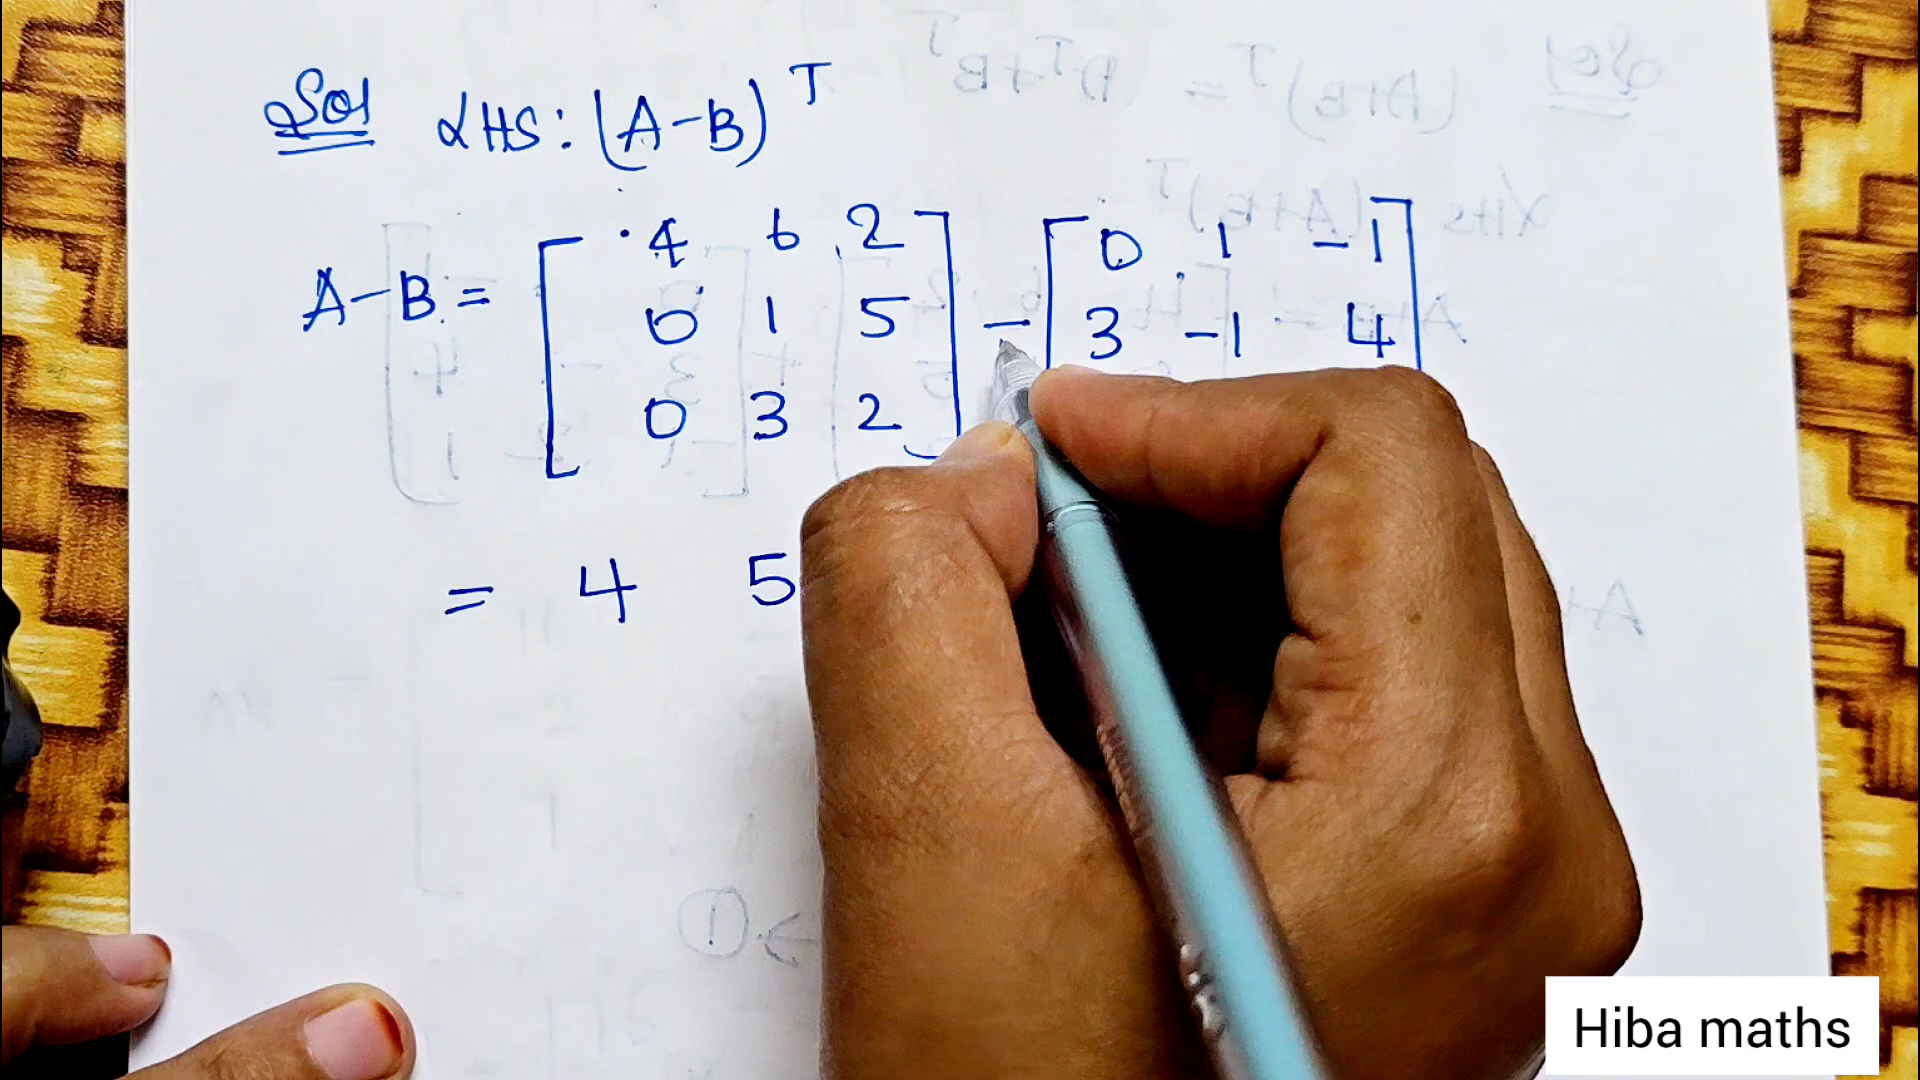 Sol LHS: (A-B)^T
A-B = [4 6 2] - [0 1 -1]
0 1 5 3 -1 4
0 3 2
= 4 5
Hiba maths